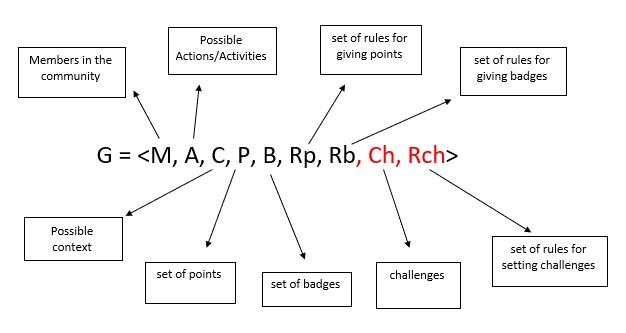 Members in the
community
Possible
Actions/Activities
set of rules for
giving points
set of rules for
giving badges
G = <M, A, C, P, B, Rp, Rb, Ch, Rch>
Possible
context
set of points
set of badges
challenges
set of rules for
setting challenges